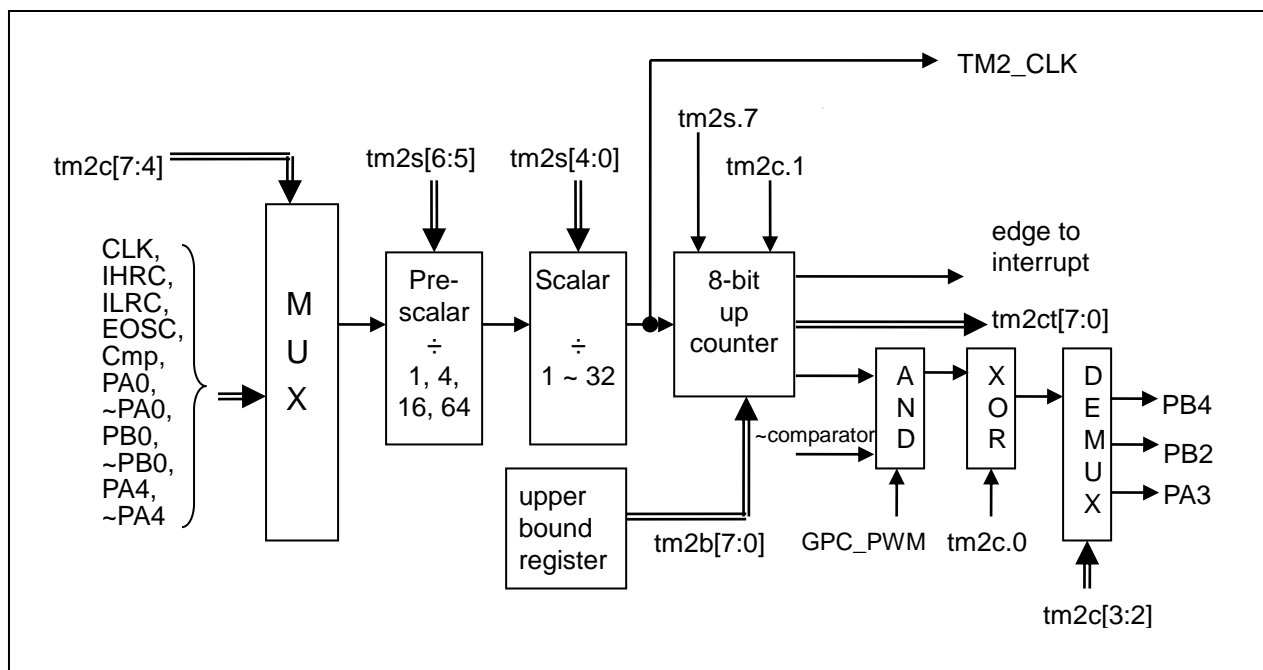 TM2_CLK
tm2s.7
tm2c[7:4]
tm2s[6:5]
tm2s[4:0]
tm2c.1
CLK,
IHRC,
ILRC,
EOSC,
Cmp,
PA0,
~PA0,
PB0,
~PB0,
PA4,
~PA4
M
U
X
Pre-
scalar
÷
1, 4,
16, 64
Scalar
÷
1 ~ 32
8-bit
up
counter
edge to
interrupt
tm2ct[7:0]
upper
bound
register
tm2b[7:0]
~comparator
A
N
D
GPC_PWM
X
O
R
tm2c.0
D
E
M
U
X
PB4
PB2
PA3
tm2c[3:2]